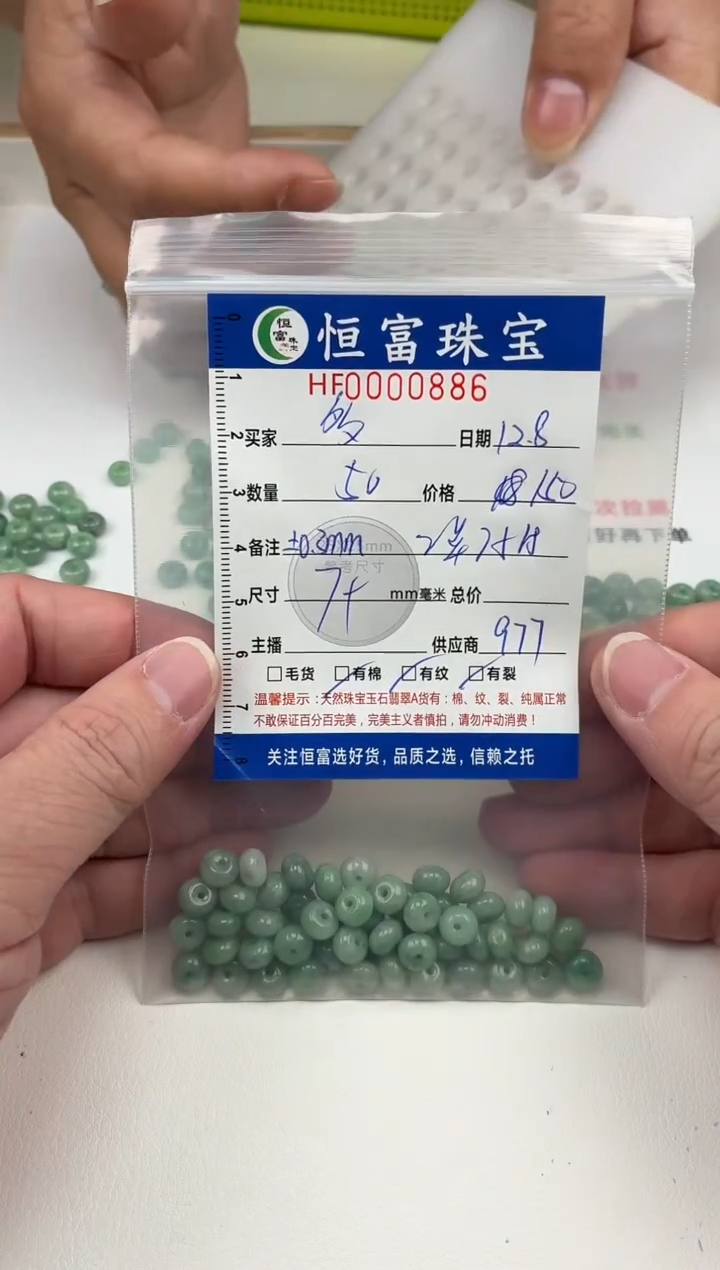 恒富珠宝
HF0000886
买家 日期 12.8
数量 50 价格 150
备注 ±0.3mm
尺寸 7+ mm毫米 总价
主播 供应商 977
□毛货 □有棉 □有纹 □有裂
温馨提示：天然珠宝玉石翡翠A货有：棉、纹、裂、纯属正常
不敢保证百分百完美，完美主义者慎拍，请勿冲动消费！
关注恒富选好货，品质之选，信赖之托